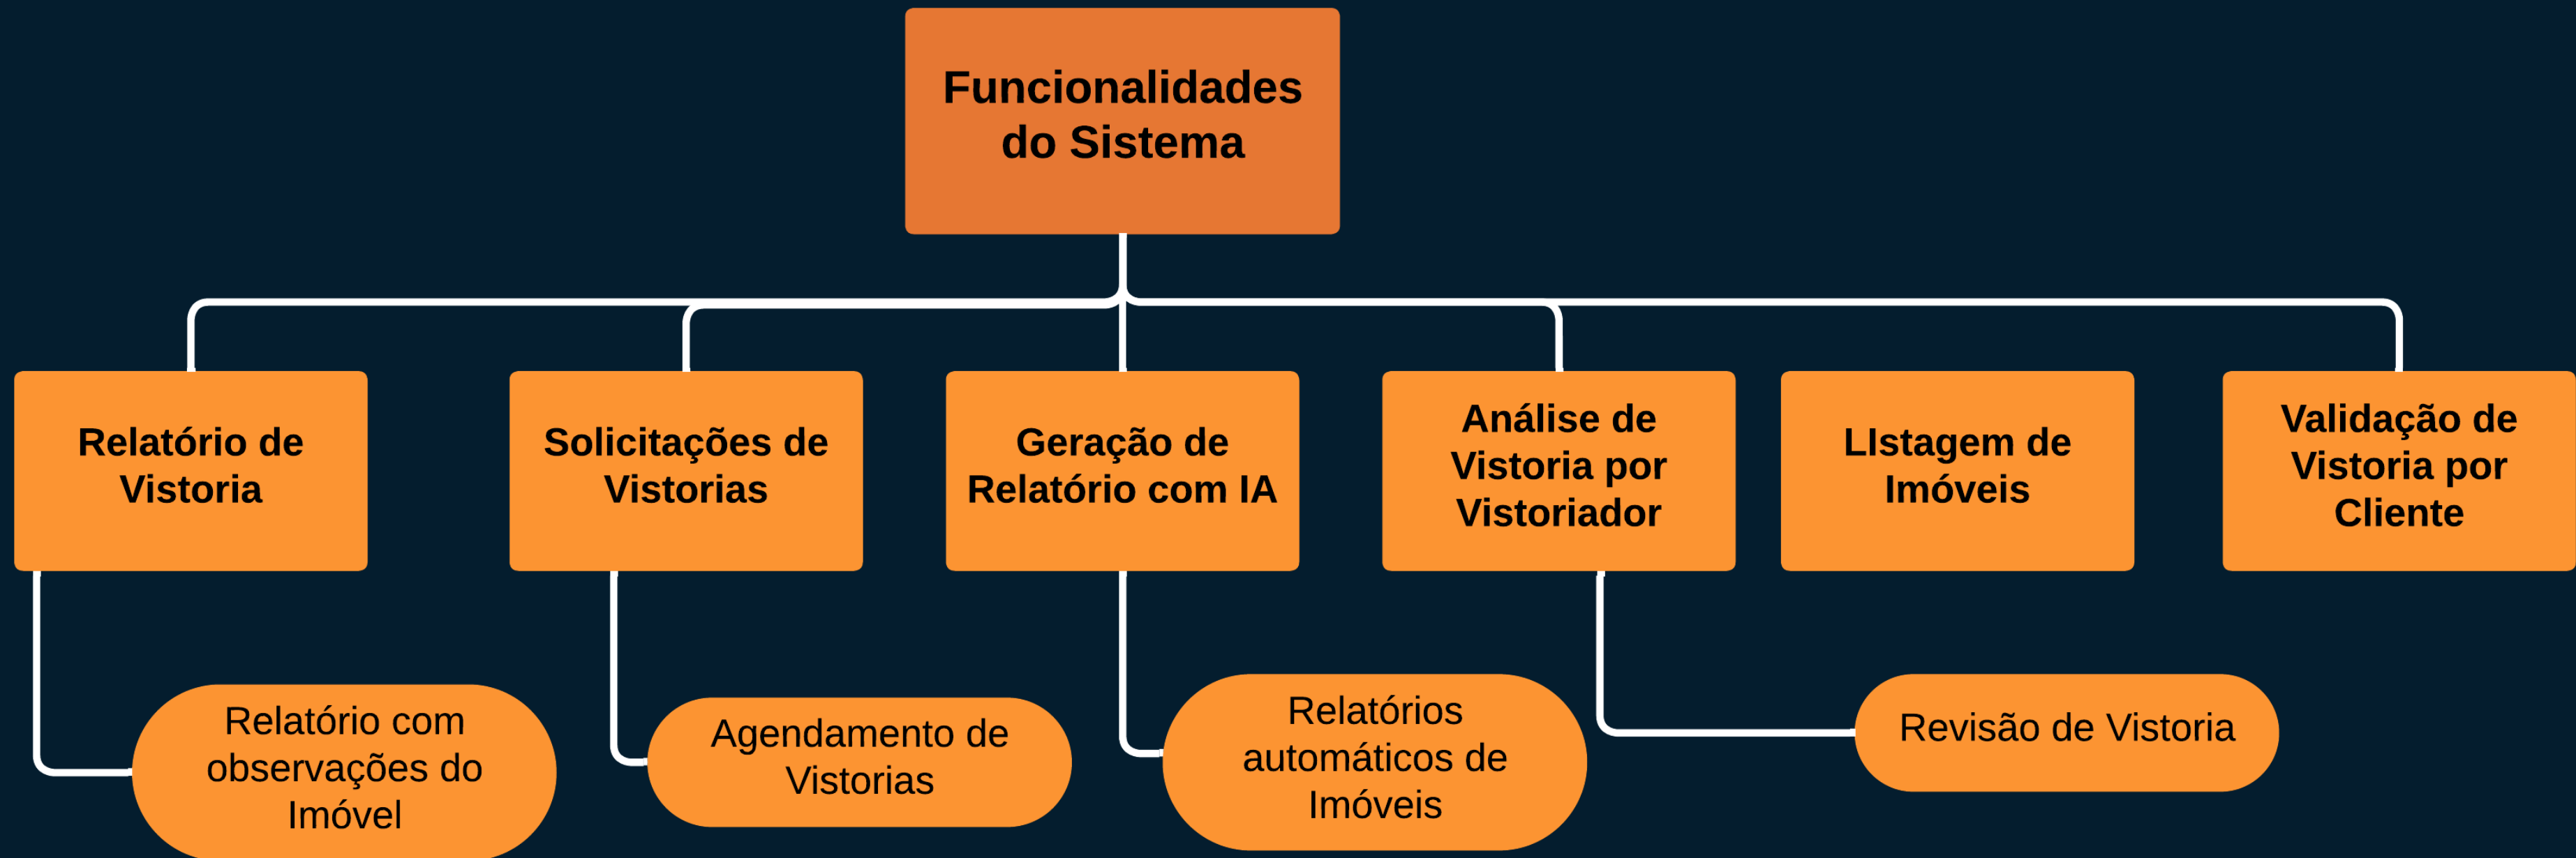 Funcionalidades
do Sistema
Relatório de
Vistoria
Solicitações de
Vistorias
Geração de
Relatório com IA
Análise de
Vistoria por
Vistoriador
LIstagem de
Imóveis
Validação de
Vistoria por
Cliente
Relatório com
observações do
Imóvel
Agendamento de
Vistorias
Relatórios
automáticos de
Imóveis
Revisão de Vistoria